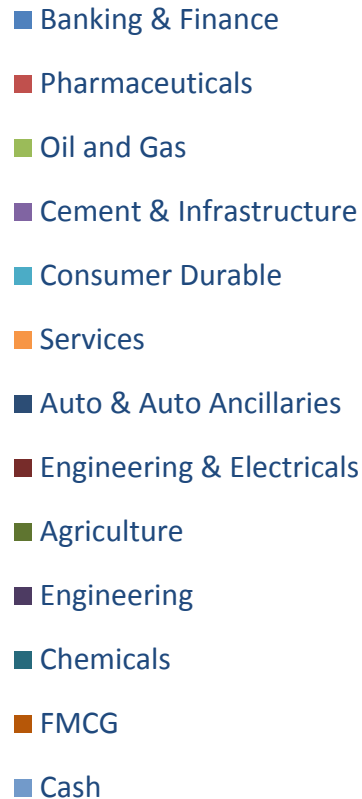 Banking & Finance
Pharmaceuticals
Oil and Gas
Cement & Infrastructure
Consumer Durable
Services
Auto & Auto Ancillaries
Engineering & Electricals
Agriculture
Engineering
Chemicals
FMCG
Cash